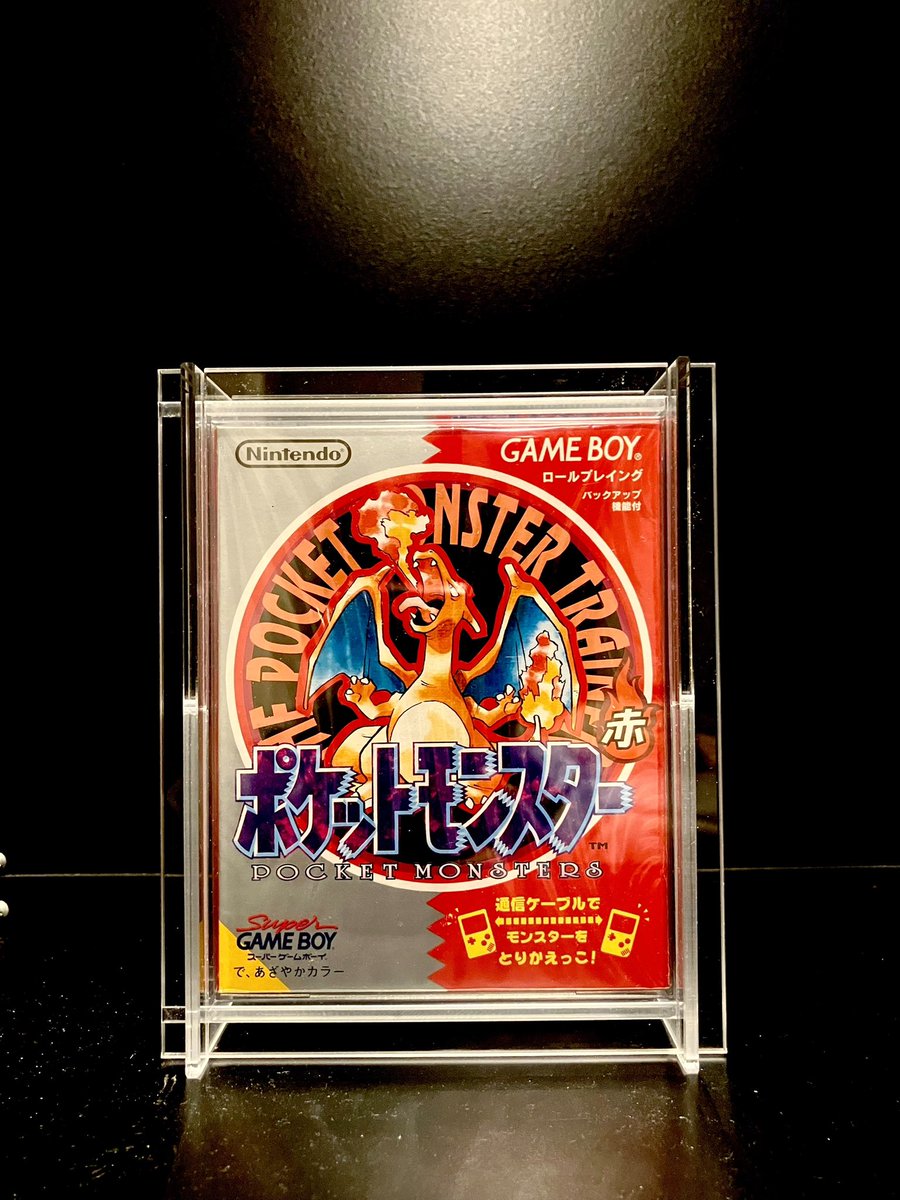 Nintendo®
GAME BOY®
ロールプレイング
バックアップ
機能付
POCKET MONSTER
赤
ポケットモンスター
TM
POCKET MONSTERS
通信ケーブルで
モンスターを
とりかえっこ!
Super
GAME BOY
スーパーゲームボーイ
で、あざやかカラー